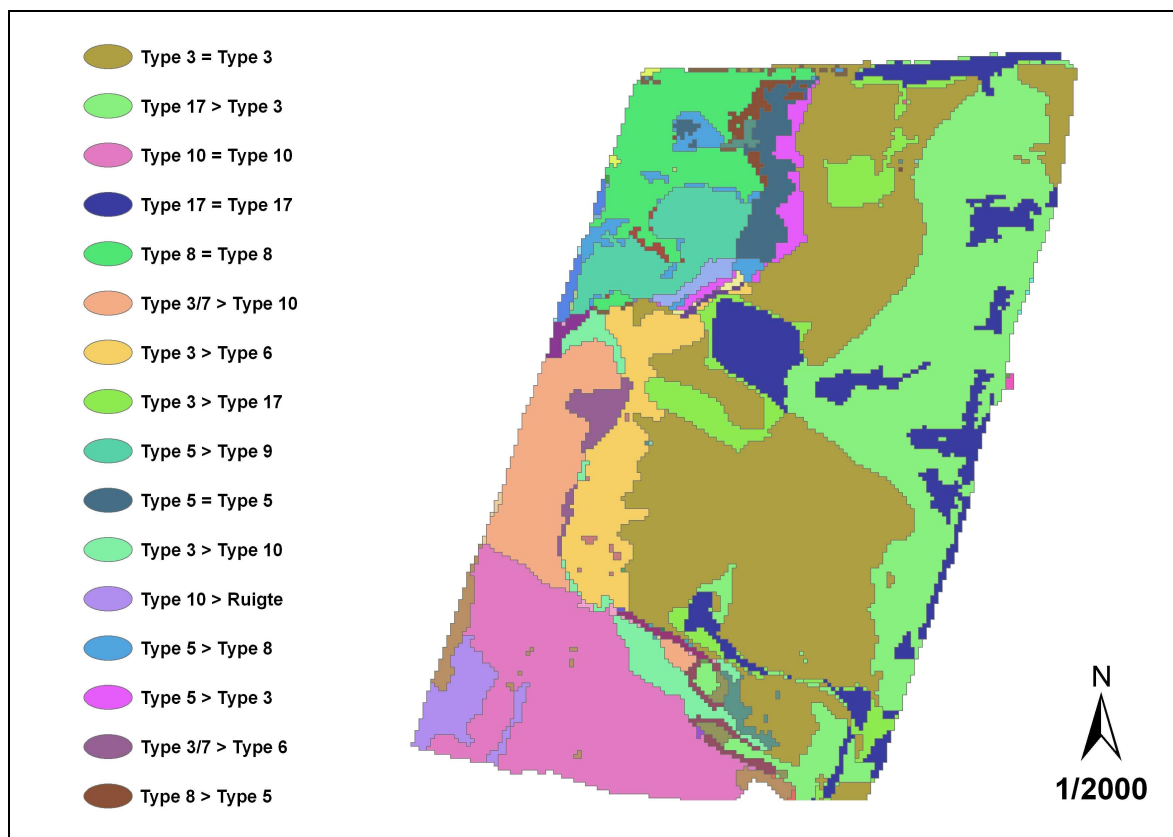 Type 3 = Type 3
Type 17 > Type 3
Type 10 = Type 10
Type 17 = Type 17
Type 8 = Type 8
Type 3/7 > Type 10
Type 3 > Type 6
Type 3 > Type 17
Type 5 > Type 9
Type 5 = Type 5
Type 3 > Type 10
Type 10 > Ruigte
Type 5 > Type 8
Type 5 > Type 3
Type 3/7 > Type 6
Type 8 > Type 5
N
1/2000